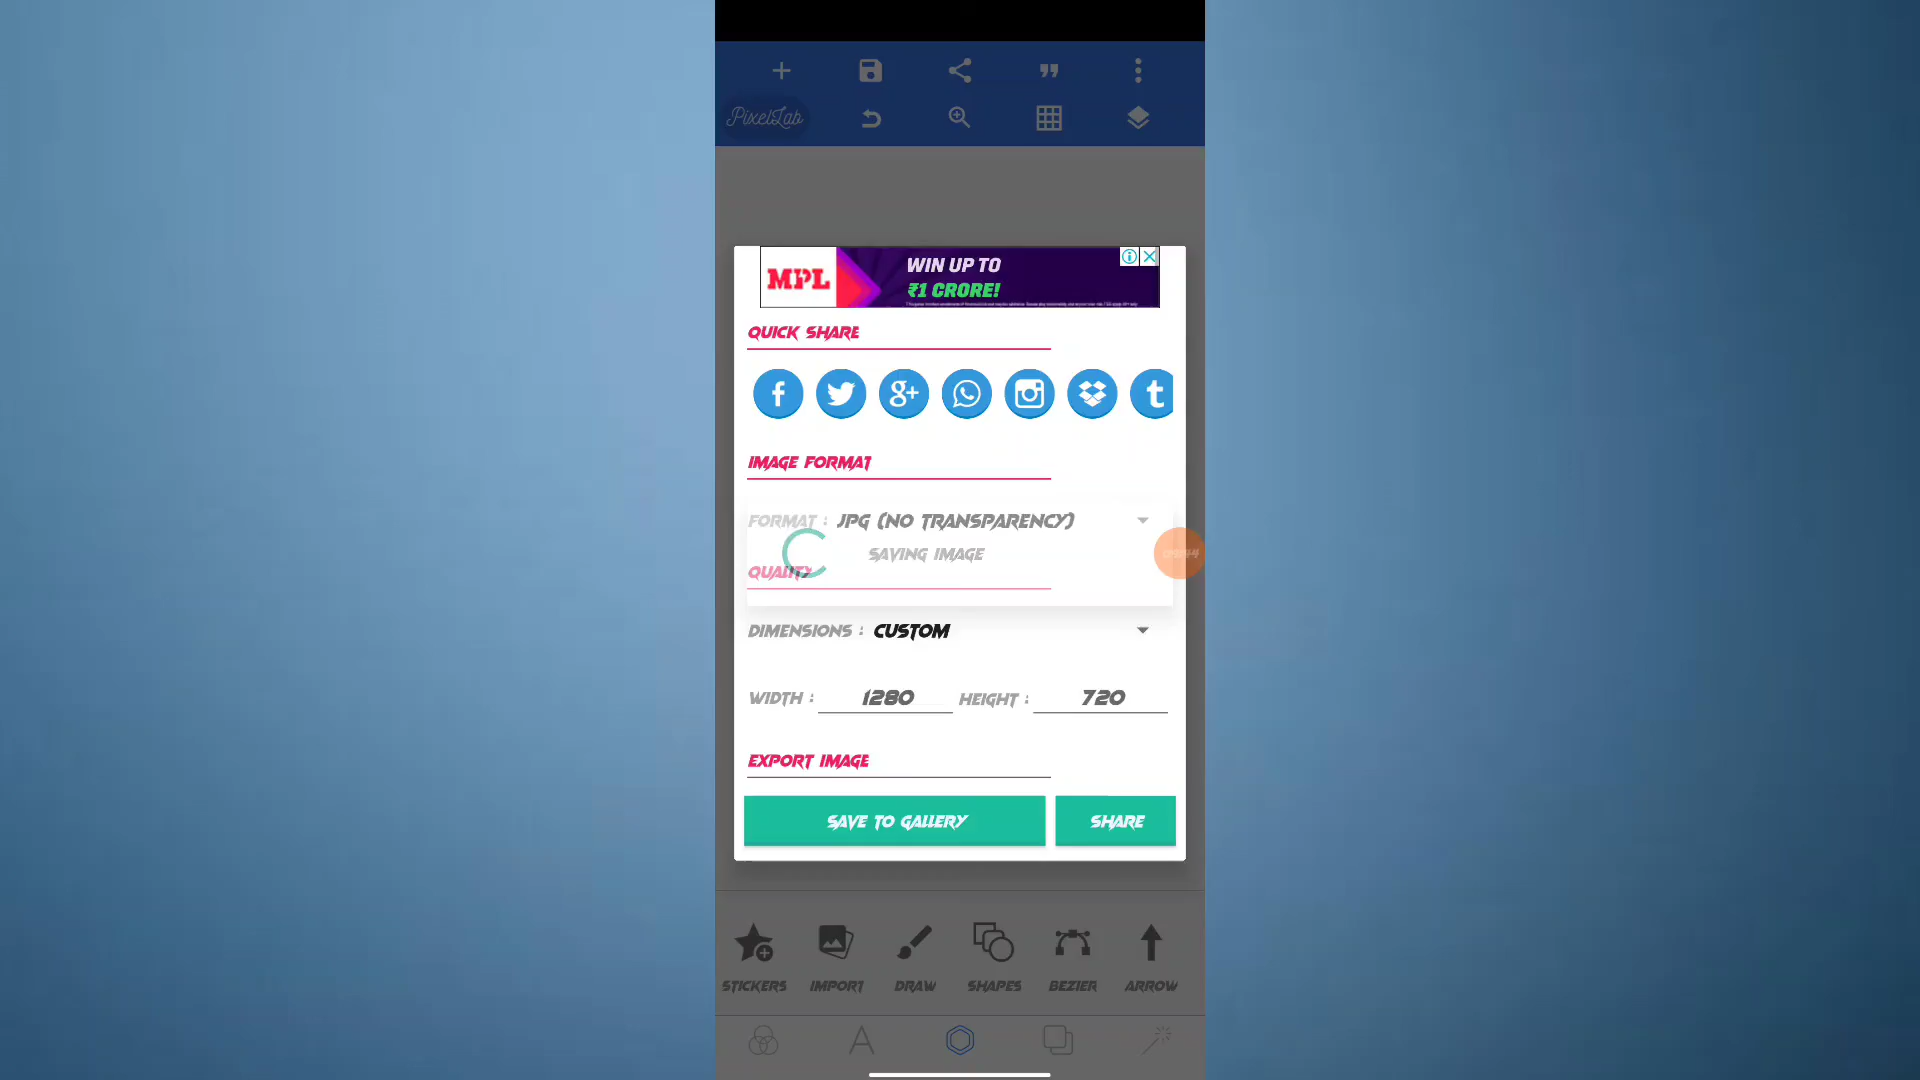 PixelLab
MPL
WIN UP TO
₹1 CRORE!
QUICK SHARE
IMAGE FORMAT
FORMAT : JPG (NO TRANSPARENCY)
SAVING IMAGE
QUALITY
DIMENSIONS : CUSTOM
WIDTH : 1280 HEIGHT : 720
EXPORT IMAGE
SAVE TO GALLERY SHARE
STICKERS IMPORT DRAW SHAPES BEZIER ARROW